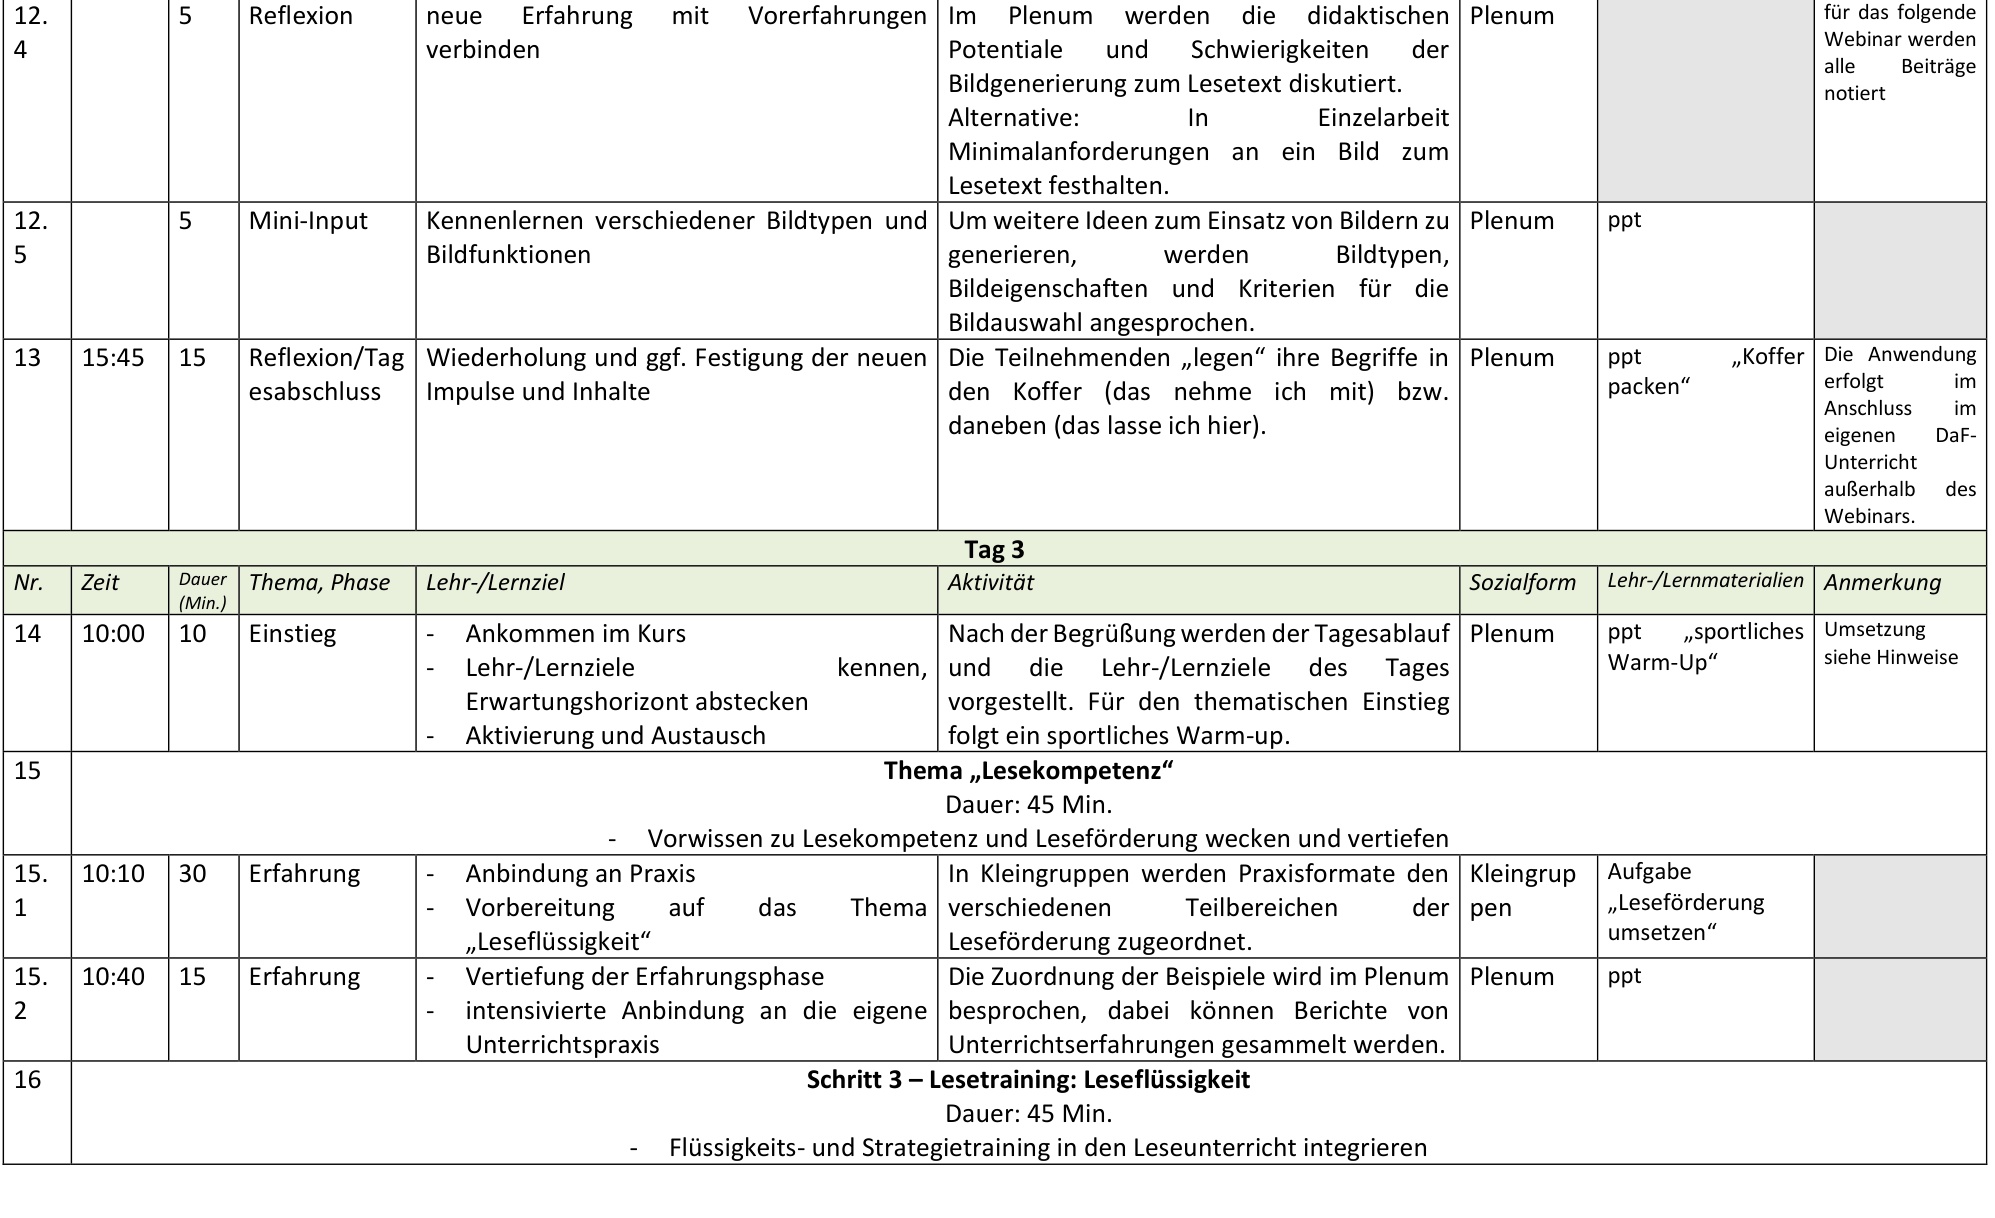 12.
4
5
Reflexion
neue Erfahrung mit Vorerfahrungen
verbinden
Im Plenum werden die didaktischen
Potentiale und Schwierigkeiten der
Bildgenerierung zum Lesetext diskutiert.
Alternative: In Einzelarbeit
Minimalanforderungen an ein Bild zum
Lesetext festhalten.
Plenum
für das folgende
Webinar werden
alle Beiträge
notiert
12.
5
5
Mini-Input
Kennenlernen verschiedener Bildtypen und
Bildfunktionen
Um weitere Ideen zum Einsatz von Bildern zu
generieren, werden Bildtypen,
Bildeigenschaften und Kriterien für die
Bildauswahl angesprochen.
Plenum
ppt
13
15:45
15
Reflexion/Tag
esabschluss
Wiederholung und ggf. Festigung der neuen
Impulse und Inhalte
Die Teilnehmenden „legen“ ihre Begriffe in
den Koffer (das nehme ich mit) bzw.
daneben (das lasse ich hier).
Plenum
ppt „Koffer
packen“
Die Anwendung
erfolgt im
Anschluss im
eigenen DaF-
Unterricht
außerhalb des
Webinars.
Tag 3
Nr.
Zeit
Dauer
(Min.)
Thema, Phase
Lehr-/Lernziel
Aktivität
Sozialform
Lehr-/Lernmaterialien
Anmerkung
14
10:00
10
Einstieg
- Ankommen im Kurs
- Lehr-/Lernziele kennen,
Erwartungshorizont abstecken
- Aktivierung und Austausch
Nach der Begrüßung werden der Tagesablauf
und die Lehr-/Lernziele des Tages
vorgestellt. Für den thematischen Einstieg
folgt ein sportliches Warm-up.
Plenum
ppt „sportliches
Warm-Up“
Umsetzung
siehe Hinweise
15
Thema „Lesekompetenz“
Dauer: 45 Min.
- Vorwissen zu Lesekompetenz und Leseförderung wecken und vertiefen
15.
1
10:10
30
Erfahrung
- Anbindung an Praxis
- Vorbereitung auf das Thema
„Leseflüssigkeit“
In Kleingruppen werden Praxisformate den
verschiedenen Teilbereichen der
Leseförderung zugeordnet.
Kleingrup
pen
Aufgabe
„Leseförderung
umsetzen“
15.
2
10:40
15
Erfahrung
- Vertiefung der Erfahrungsphase
- intensivierte Anbindung an die eigene
Unterrichtspraxis
Die Zuordnung der Beispiele wird im Plenum
besprochen, dabei können Berichte von
Unterrichtserfahrungen gesammelt werden.
Plenum
ppt
16
Schritt 3 – Lesetraining: Leseflüssigkeit
Dauer: 45 Min.
- Flüssigkeits- und Strategietraining in den Leseunterricht integrieren